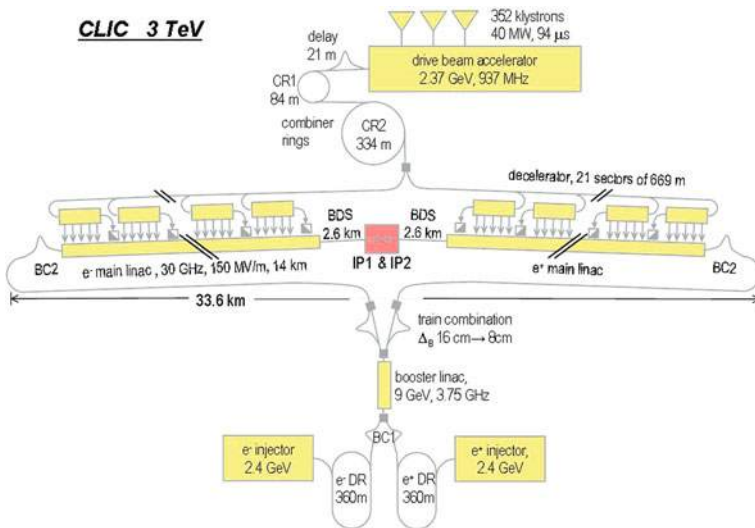 CLIC 3 TeV
352 klystrons
40 MW, 94 μs
delay
21 m
drive beam accelerator
2.37 GeV, 937 MHz
CR1
84 m
combiner
rings
CR2
334 m
decelerator, 21 sectors of 669 m
BDS
2.6 km
BDS
2.6 km
IP1 & IP2
BC2
e⁻ main linac , 30 GHz, 150 MV/m, 14 km
e⁺ main linac
BC2
33.6 km
train combination
Δ_B 16 cm→ 8cm
booster linac,
9 GeV, 3.75 GHz
BC1
e⁻ injector
2.4 GeV
e⁻ DR
360m
e⁺ DR
360m
e⁺ injector,
2.4 GeV